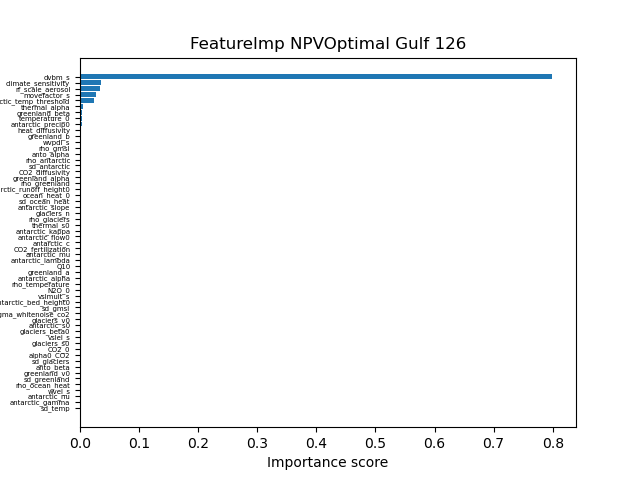 FeatureImp NPVOptimal Gulf 126
dvbm_s
climate_sensitivity
rf_scale_aerosol
movefactor_s
ctic_temp_threshold
thermal_alpha
greenland_beta
temperature_0
antarctic_precip0
heat_diffusivity
greenland_b
wvpdl_s
rho_gmsl
anto_alpha
rho_antarctic
sd_antarctic
CO2_diffusivity
greenland_alpha
rho_greenland
rctic_runoff_height0
ocean_heat_0
sd_ocean_heat
antarctic_slope
glaciers_n
rho_glaciers
thermal_s0
antarctic_kappa
antarctic_flow0
antarctic_c
CO2_fertilization
antarctic_mu
antarctic_lambda
Q10
greenland_a
antarctic_alpha
rho_temperature
N2O_0
vslmult_s
ntarctic_bed_height0
sd_gmsl
gma_whitenoise_co2
glaciers_v0
antarctic_s0
glaciers_beta0
vslel_s
glaciers_s0
CO2_0
alpha0_CO2
sd_glaciers
anto_beta
greenland_v0
sd_greenland
rho_ocean_heat
wvel_s
antarctic_nu
antarctic_gamma
sd_temp
0.0 0.1 0.2 0.3 0.4 0.5 0.6 0.7 0.8
Importance score